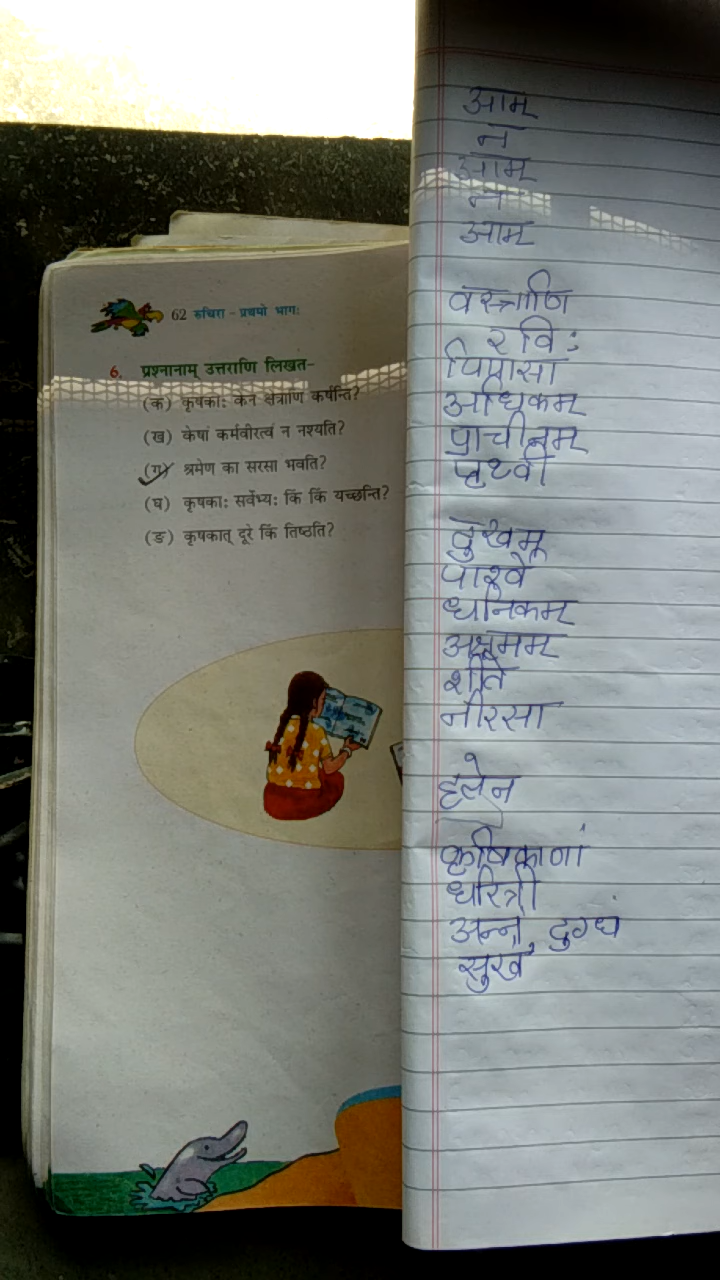 62 रुचिरा - प्रथमो भागः
6. प्रश्नानाम् उत्तराणि लिखत-
(क) कृषकाः केन क्षेत्राणि कर्षन्ति?
(ख) केषां कर्मवीरत्वं न नश्यति?
(ग) श्रमेण का सरसा भवति?
(घ) कृषकाः सर्वेभ्यः किं किं यच्छन्ति?
(ङ) कृषकात् दूरे किं तिष्ठति?
आम्
न
आम्
न
आम्
वस्त्राणि
रविः
पिपासा
अधिकम्
प्राचीनम्
पृथ्वी
दुखम्
पार्श्वे
धनिकम्
अक्षमम्
शीते
नीरसा
हलेन
कृषिकाणां
धरित्री
अन्नं, दुग्धं
सुखं